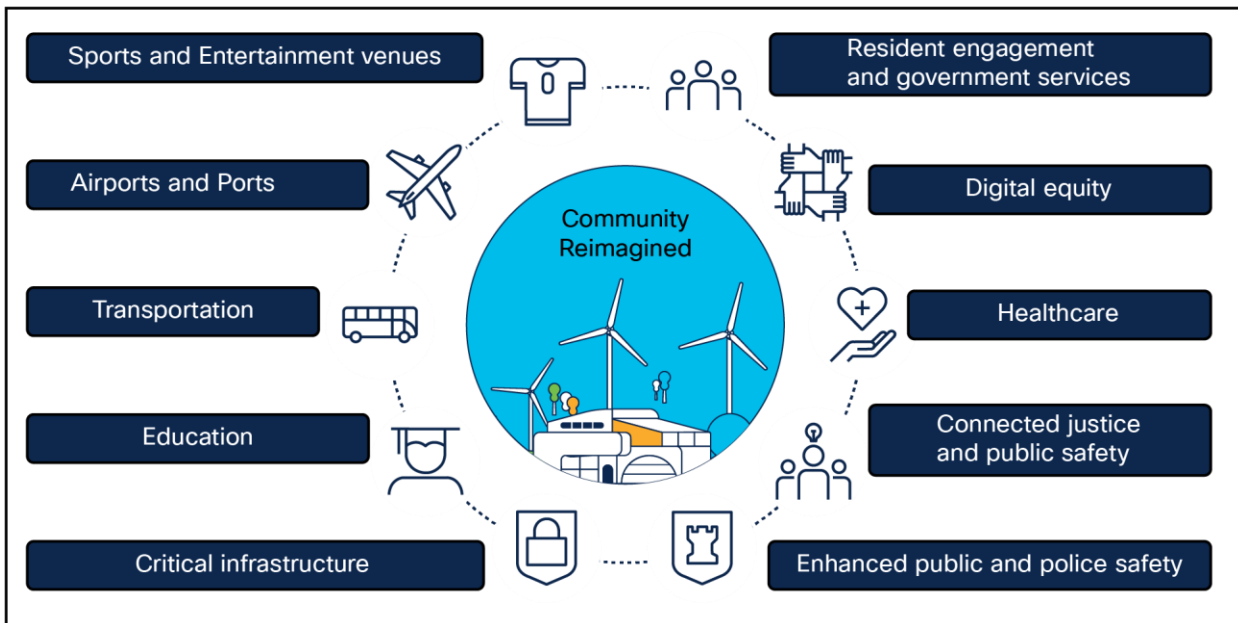 Sports and Entertainment venues
Resident engagement
and government services
Airports and Ports
Community
Reimagined
Digital equity
Transportation
Healthcare
Education
Connected justice
and public safety
Critical infrastructure
Enhanced public and police safety